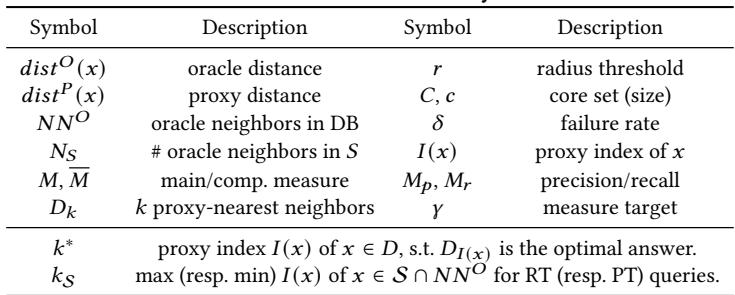 Symbol Description Symbol Description
dist^O(x) oracle distance r radius threshold
dist^P(x) proxy distance C, c core set (size)
NN^O oracle neighbors in DB δ failure rate
N_S # oracle neighbors in S I(x) proxy index of x
M, M̅ main/comp. measure M_p, M_r precision/recall
D_k k proxy-nearest neighbors γ measure target
k* proxy index I(x) of x ∈ D, s.t. D_{I(x)} is the optimal answer.
k_𝒮 max (resp. min) I(x) of x ∈ 𝒮 ∩ NN^O for RT (resp. PT) queries.